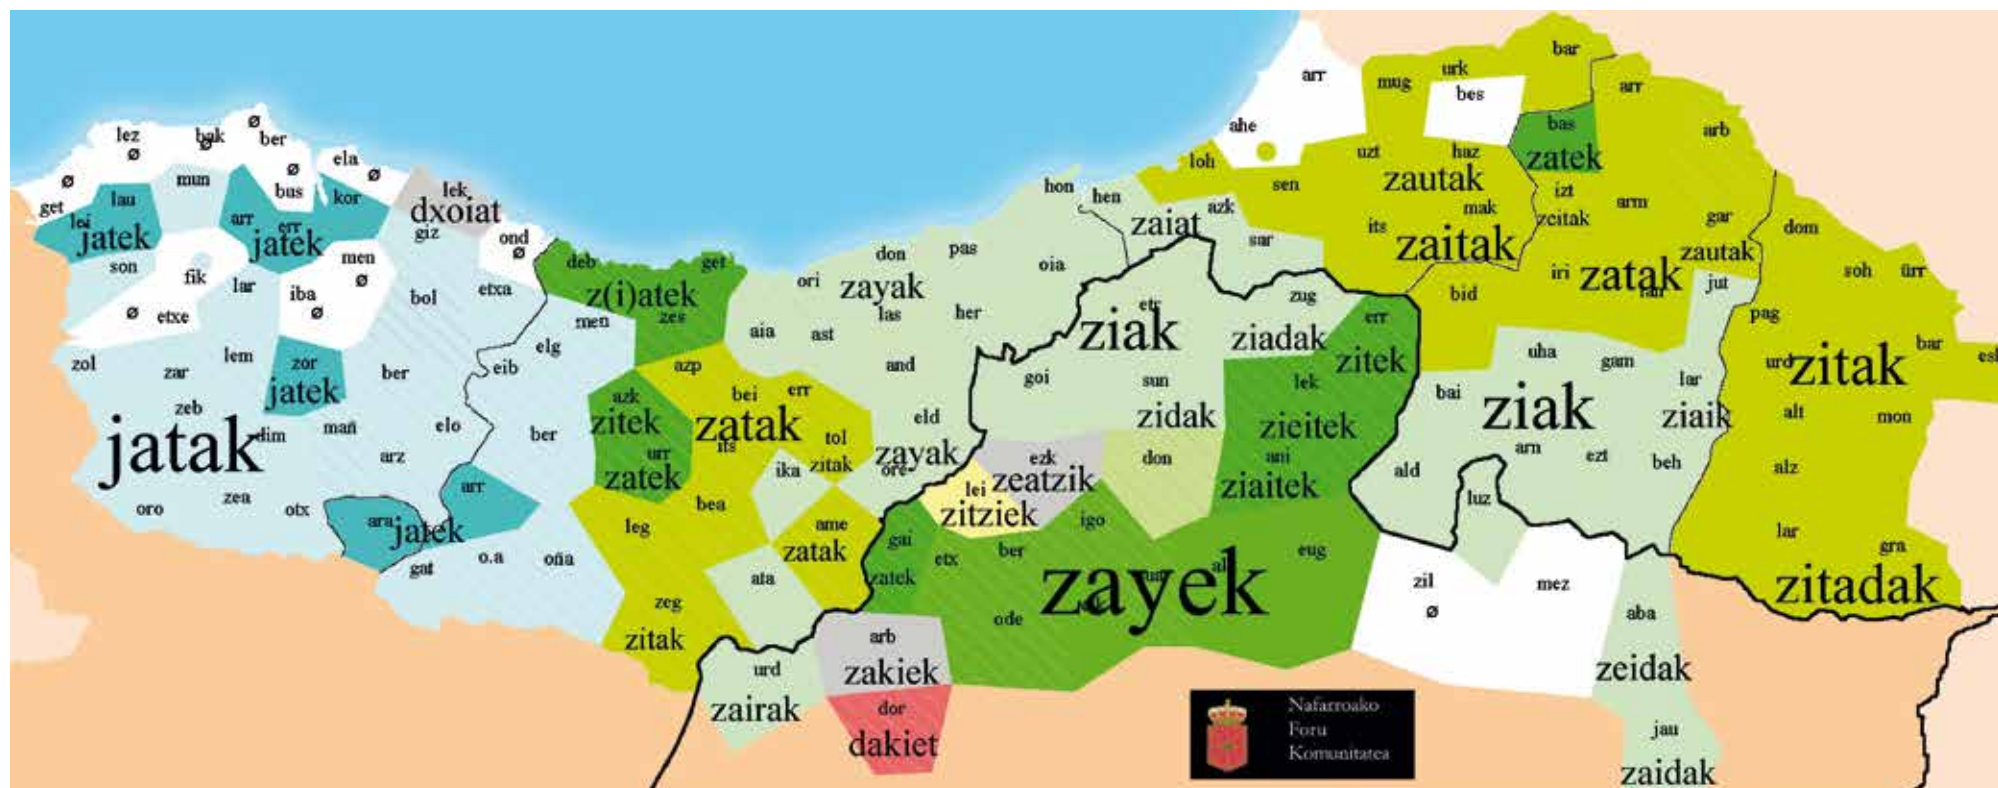 bar
arr
urk
mug
arr
bes
lez
bak
ø
ber
ahe
bas
arb
ø
ø
ela
ø
ø
loh
uzt
haz
zatek
ø
mun
bus
lek
hon
hen
sen
zautak
izt
get
lau
kor
dxoiat
zaiat
azk
mak
zeitak
arm
gar
dom
lei
jatek
arr
err
jatek
giz
ond
ø
don
pas
sar
its
zaitak
zautak
son
men
ø
deb
get
oia
iri
zatak
soh
ürr
fik
lar
iba
ø
bol
etxa
z(i)atek
ori
zayak
etr
zug
bid
jut
ø
etxe
men
zes
las
her
ziak
ziadak
err
pag
zol
zar
lem
zor
jatek
ber
elg
eib
aia
ast
zitek
uha
gam
urd
zitak
bar
esk
zeb
azp
and
goi
sun
lek
bai
ziak
lar
jatak
dim
mañ
elo
ber
azk
zitek
bei
err
zatak
eld
zidak
zieitek
ziaik
alt
mon
arz
urr
its
tol
zitak
zayak
ore
ezk
don
ani
arn
ezt
beh
alz
oro
zea
otx
arr
zatek
ika
lei
zeatzik
ziaitek
ald
luz
ara
jatek
leg
bea
ame
zitziek
igo
lar
gat
o.a
oña
zatak
gai
etx
ber
eug
gra
ata
zatek
zayek
zil
ø
mez
zitadak
zeg
zitak
ode
aba
arb
urd
zakiek
zeidak
zairak
dor
dakiet
Nafarroako
Foru
Komunitatea
jau
zaidak